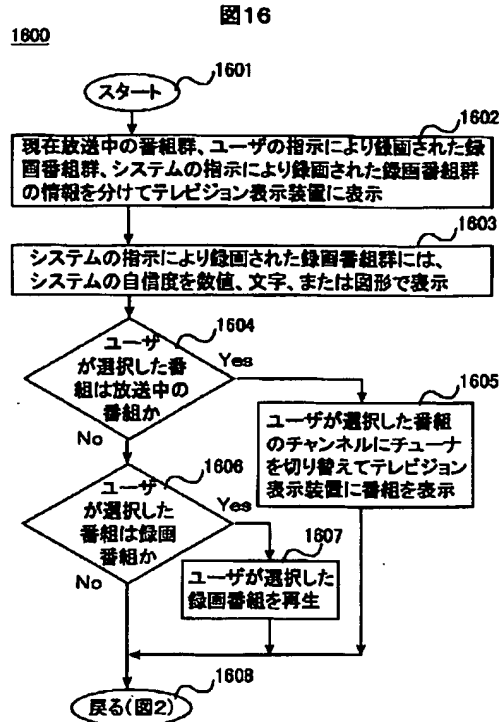 図16
1600
1601
スタート
1602
現在放送中の番組群、ユーザの指示により録画された録
画番組群、システムの指示により録画された録画番組群
の情報を分けてテレビジョン表示装置に表示
1603
システムの指示により録画された録画番組群には、
システムの自信度を数値、文字、または図形で表示
1604
ユーザ
が選択した番
組は放送中の
番組か
Yes
No
1605
ユーザが選択した番組
のチャンネルにチューナ
を切り替えてテレビジョン
表示装置に番組を表示
1606
ユーザ
が選択した
番組は録画
番組か
Yes
No
1607
ユーザが選択した
録画番組を再生
1608
戻る(図2)